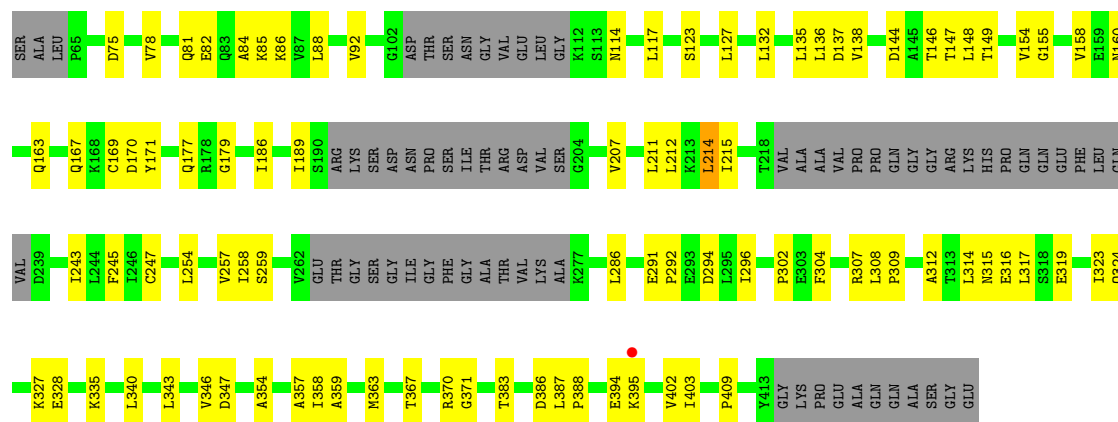 SER ALA LEU P65 D75 V78 Q81 E82 Q83 A84 K85 K86 V87 L88 V92 G102 ASP THR SER ASN GLY VAL GLU LEU GLY K112 S113 N114 L117 S123 L127 L132 L135 L136 D137 V138 D144 A145 T146 T147 L148 T149 V154 G155 V158 E159 N160
Q163 Q167 K168 C169 D170 Y171 Q177 R178 G179 I186 I189 S190 ARG LYS SER ASP ASN PRO SER ILE THR ARG ASP VAL SER G204 V207 L211 L212 K213 L214 I215 T218 VAL ALA ALA VAL PRO PRO GLN GLY GLY ARG LYS HIS PRO GLN GLN GLU PHE LEU GLN
VAL D239 I243 L244 F245 I246 C247 L254 V257 I258 S259 V262 GLU THR GLY SER GLY ILE GLY PHE GLY ALA THR VAL LYS ALA K277 L286 E291 P292 E293 D294 L295 I296 P302 E303 F304 R307 L308 P309 A312 T313 L314 N315 E316 L317 S318 E319 I323 Q324
K327 E328 K335 L340 L343 V346 D347 A354 A357 I358 A359 M363 T367 R370 G371 T383 D386 L387 P388 E394 K395 V402 I403 P409 Y413 GLY LYS PRO GLU ALA GLN GLN ALA SER GLY GLU